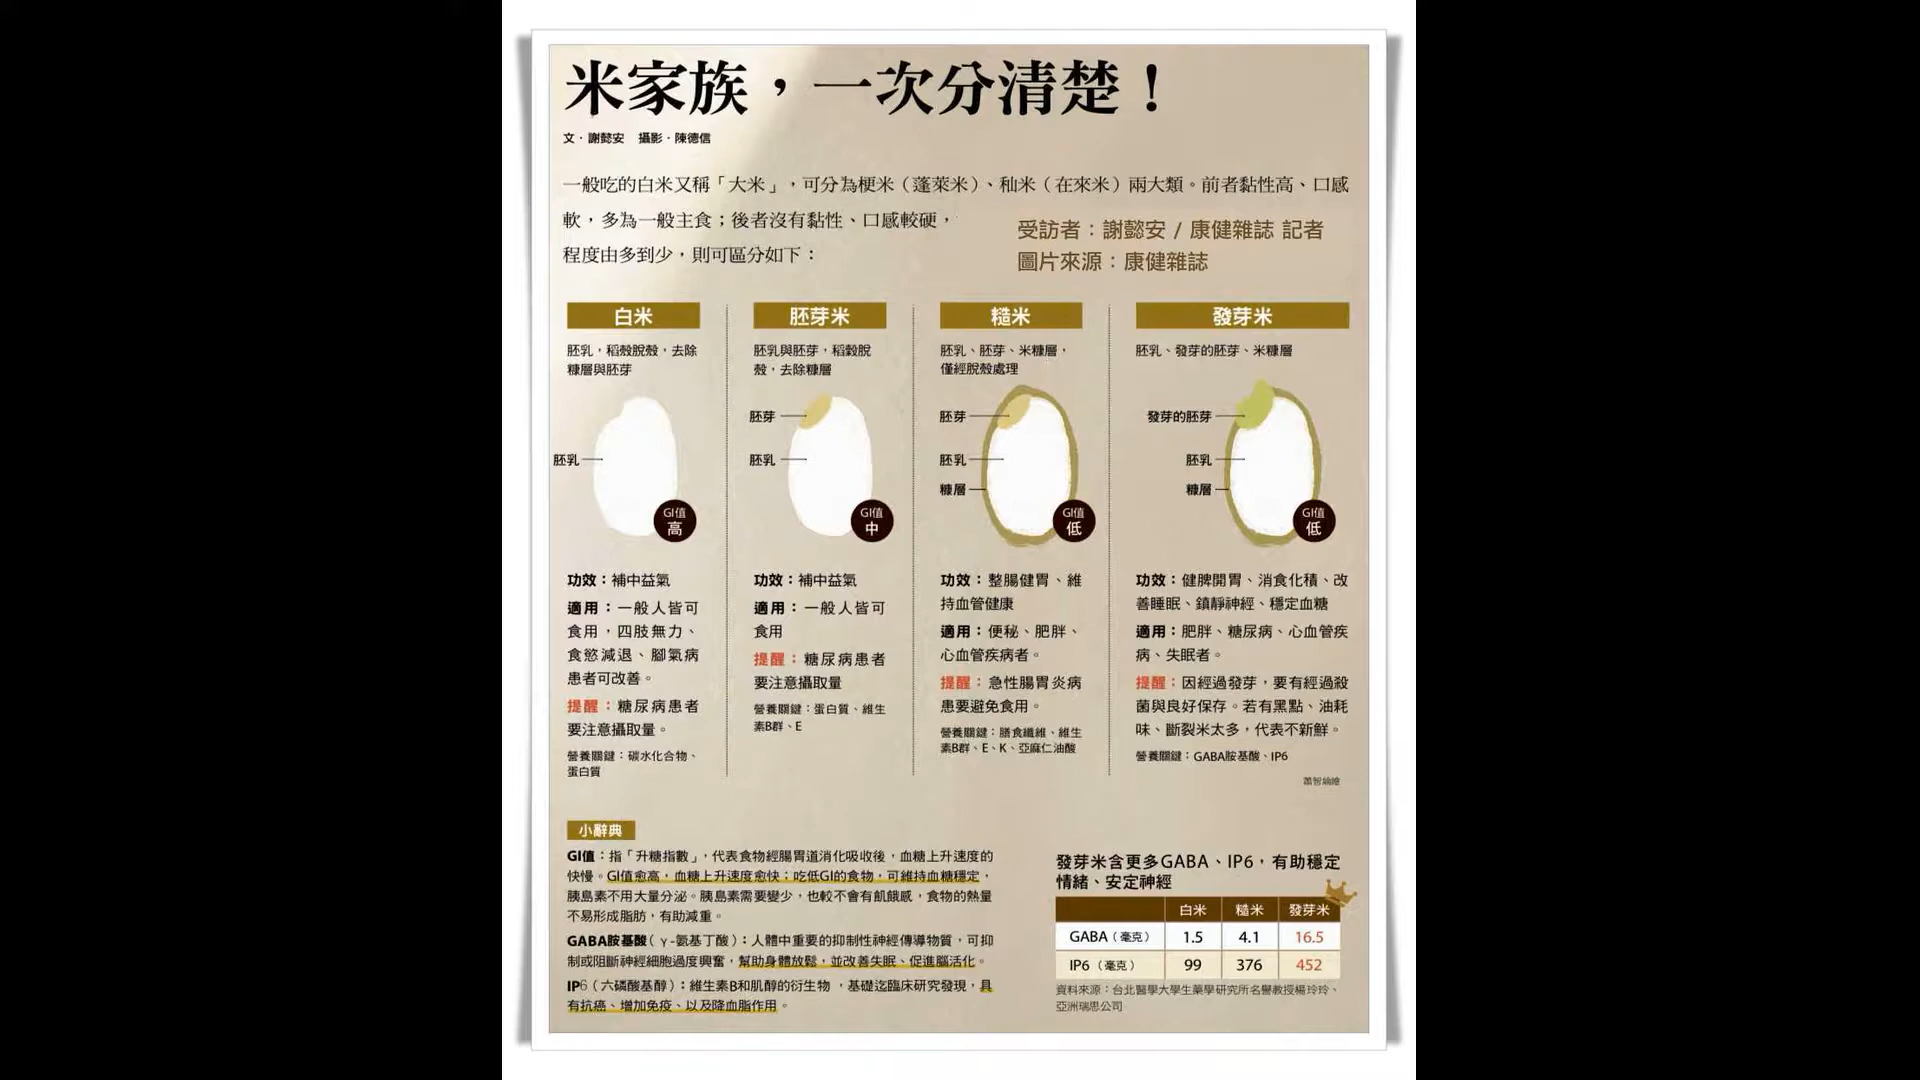 米家族，一次分清楚！
文·謝懿安　攝影·陳德信
一般吃的白米又稱「大米」，可分為梗米（蓬萊米）、秈米（在來米）兩大類。前者黏性高、口感
軟，多為一般主食；後者沒有黏性、口感較硬，
程度由多到少，則可區分如下：
受訪者：謝懿安 / 康健雜誌 記者
圖片來源：康健雜誌
白米
胚乳，稻殼脫殼，去除
糠層與胚芽
胚乳
GI值
高
功效：補中益氣
適用：一般人皆可
食用，四肢無力、
食慾減退、腳氣病
患者可改善。
提醒：糖尿病患者
要注意攝取量。
營養關鍵：碳水化合物、
蛋白質
胚芽米
胚乳與胚芽，稻穀脫
殼，去除糠層
胚芽
胚乳
GI值
中
功效：補中益氣
適用：一般人皆可
食用
提醒：糖尿病患者
要注意攝取量
營養關鍵：蛋白質、維生
素B群、E
糙米
胚乳、胚芽、米糠層，
僅經脫殼處理
胚芽
胚乳
糠層
GI值
低
功效：整腸健胃、維
持血管健康
適用：便秘、肥胖、
心血管疾病者。
提醒：急性腸胃炎病
患要避免食用。
營養關鍵：膳食纖維、維生
素B群、E、K、亞麻仁油酸
發芽米
胚乳、發芽的胚芽、米糠層
發芽的胚芽
胚乳
糠層
GI值
低
功效：健脾開胃、消食化積、改
善睡眠、鎮靜神經、穩定血糖
適用：肥胖、糖尿病、心血管疾
病、失眠者。
提醒：因經過發芽，要有經過殺
菌與良好保存。若有黑點、油耗
味、斷裂米太多，代表不新鮮。
營養關鍵：GABA胺基酸、IP6
小辭典
GI值：指「升糖指數」，代表食物經腸胃道消化吸收後，血糖上升速度的
快慢。GI值愈高，血糖上升速度愈快；吃低GI的食物，可維持血糖穩定，
胰島素不用大量分泌。胰島素需要變少，也較不會有飢餓感，食物的熱量
不易形成脂肪，有助減重。
GABA胺基酸（γ-氨基丁酸）：人體中重要的抑制性神經傳導物質，可抑
制或阻斷神經細胞過度興奮，幫助身體放鬆，並改善失眠、促進腦活化。
IP6（六磷酸基醇）：維生素B和肌醇的衍生物，基礎迄臨床研究發現，具
有抗癌、增加免疫、以及降血脂作用。
發芽米含更多GABA、IP6，有助穩定
情緒、安定神經
白米 糙米 發芽米
GABA（毫克） 1.5 4.1 16.5
IP6（毫克） 99 376 452
資料來源：台北醫學大學生藥學研究所名譽教授楊玲玲、
亞洲瑞思公司